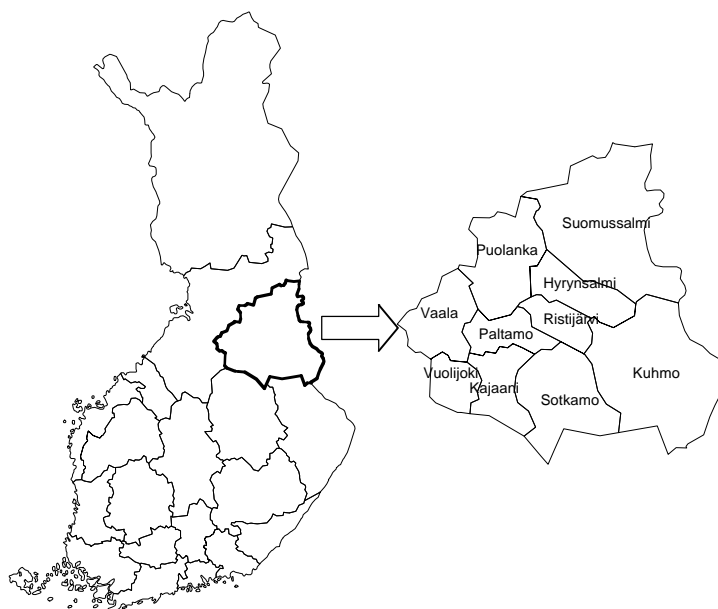 Suomussalmi
Puolanka
Hyrynsalmi
Vaala
Ristijärvi
Paltamo
Vuolijoki
Kuhmo
Kajaani
Sotkamo